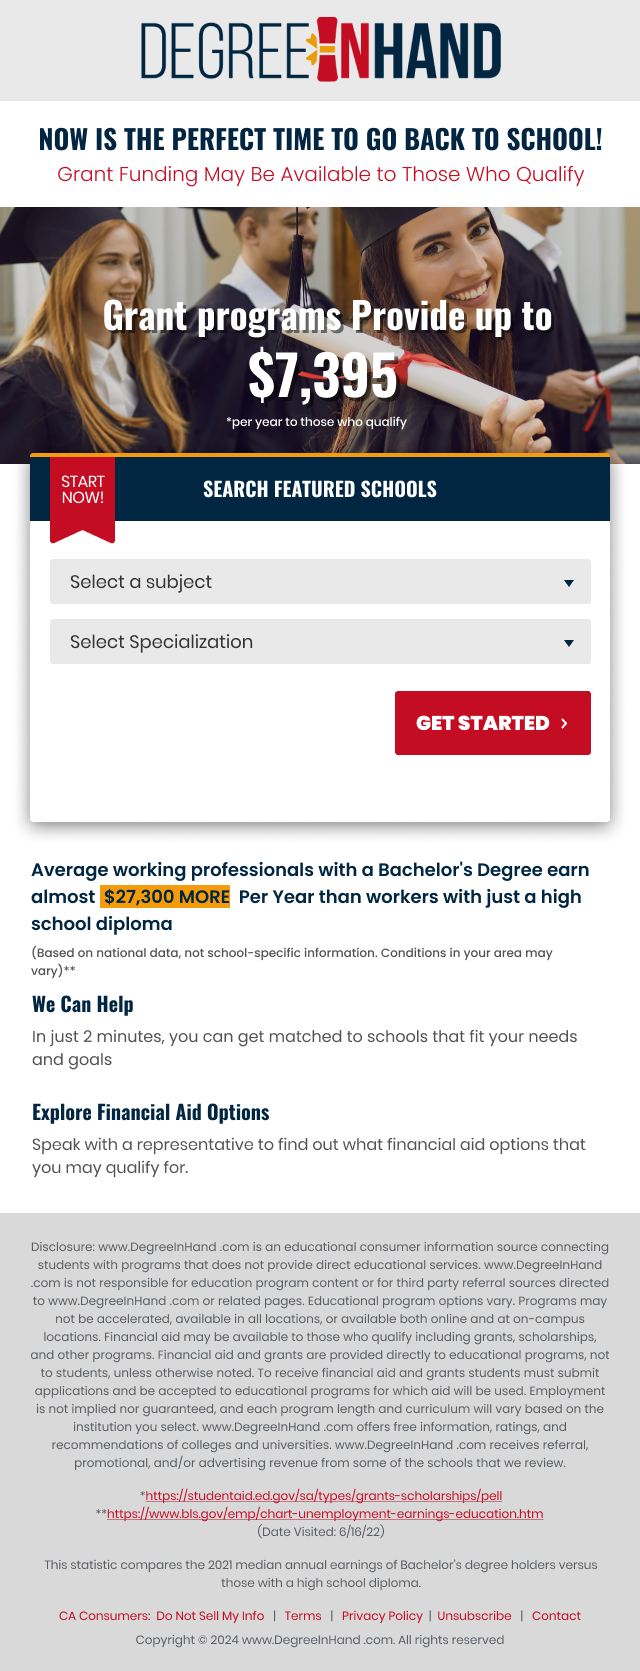 DEGREEINHAND
NOW IS THE PERFECT TIME TO GO BACK TO SCHOOL!
Grant Funding May Be Available to Those Who Qualify
Grant programs Provide up to
$7,395
*per year to those who qualify
START
NOW!
SEARCH FEATURED SCHOOLS
Select a subject
Select Specialization
GET STARTED ›
Average working professionals with a Bachelor's Degree earn
almost $27,300 MORE Per Year than workers with just a high
school diploma
(Based on national data, not school-specific information. Conditions in your area may
vary)**
We Can Help
In just 2 minutes, you can get matched to schools that fit your needs
and goals
Explore Financial Aid Options
Speak with a representative to find out what financial aid options that
you may qualify for.
Disclosure: www.DegreeInHand .com is an educational consumer information source connecting
students with programs that does not provide direct educational services. www.DegreeInHand
.com is not responsible for education program content or for third party referral sources directed
to www.DegreeInHand .com or related pages. Educational program options vary. Programs may
not be accelerated, available in all locations, or available both online and at on-campus
locations. Financial aid may be available to those who qualify including grants, scholarships,
and other programs. Financial aid and grants are provided directly to educational programs, not
to students, unless otherwise noted. To receive financial aid and grants students must submit
applications and be accepted to educational programs for which aid will be used. Employment
is not implied nor guaranteed, and each program length and curriculum will vary based on the
institution you select. www.DegreeInHand .com offers free information, ratings, and
recommendations of colleges and universities. www.DegreeInHand .com receives referral,
promotional, and/or advertising revenue from some of the schools that we review.
*https://studentaid.ed.gov/sa/types/grants-scholarships/pell
**https://www.bls.gov/emp/chart-unemployment-earnings-education.htm
(Date Visited: 6/16/22)
This statistic compares the 2021 median annual earnings of Bachelor's degree holders versus
those with a high school diploma.
CA Consumers: Do Not Sell My Info | Terms | Privacy Policy | Unsubscribe | Contact
Copyright © 2024 www.DegreeInHand .com. All rights reserved